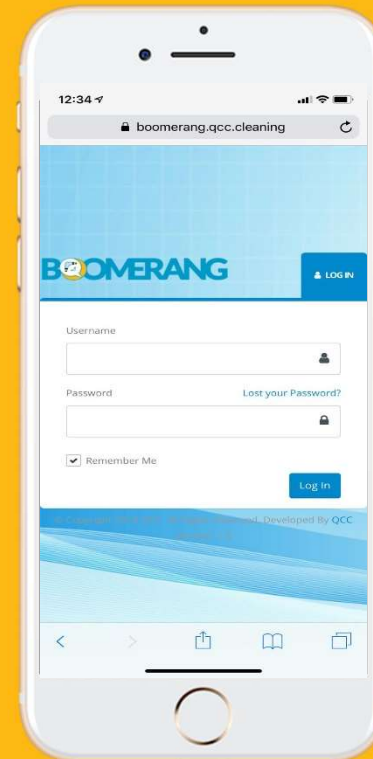 12:34
boomerang.qcc.cleaning
BOOMERANG
LOG IN
Username
Password
Lost your Password?
Remember Me
Log In
Developed By QCC